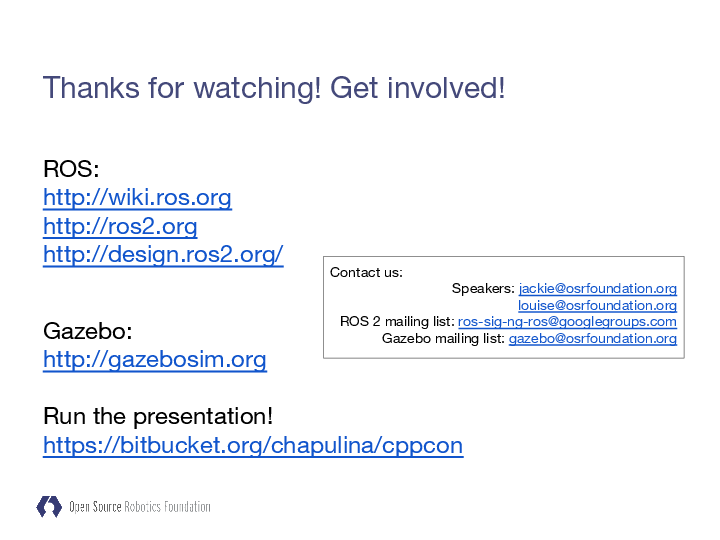 Thanks for watching! Get involved!
ROS:
http://wiki.ros.org
http://ros2.org
http://design.ros2.org/
Contact us:
Speakers: jackie@osrfoundation.org
louise@osrfoundation.org
ROS 2 mailing list: ros-sig-ng-ros@googlegroups.com
Gazebo mailing list: gazebo@osrfoundation.org
Gazebo:
http://gazebosim.org
Run the presentation!
https://bitbucket.org/chapulina/cppcon
Open Source Robotics Foundation